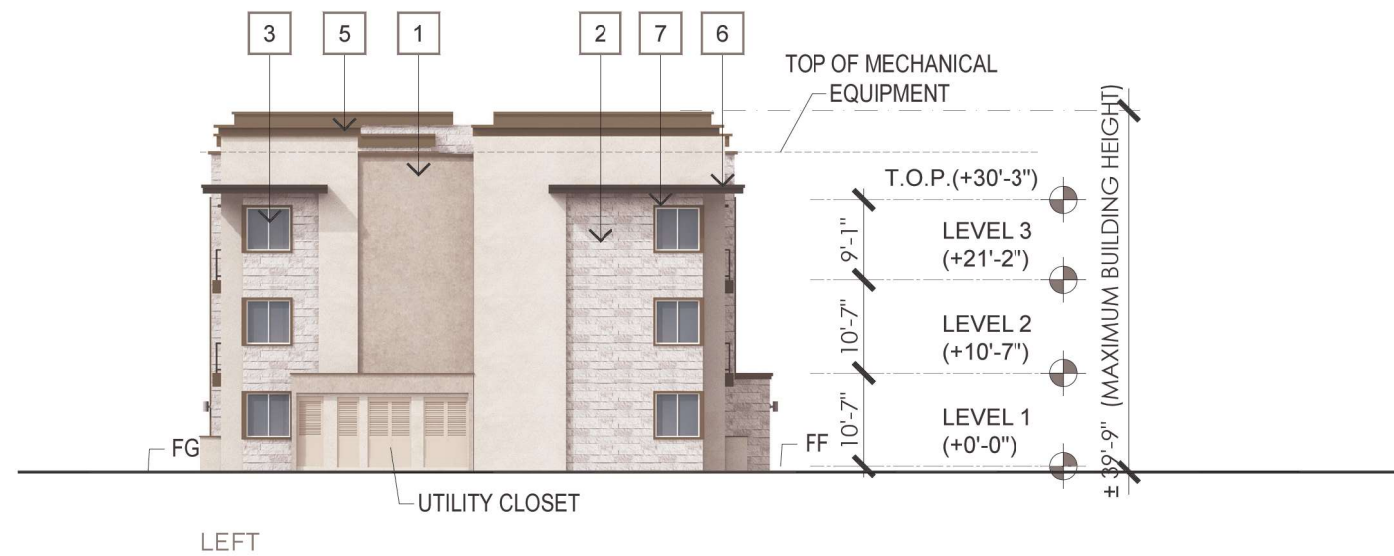 3 5 1 2 7 6
TOP OF MECHANICAL
EQUIPMENT
T.O.P.(+30'-3")
9'-1"
LEVEL 3
(+21'-2")
10'-7"
LEVEL 2
(+10'-7")
10'-7"
LEVEL 1
(+0'-0")
± 39'-9" (MAXIMUM BUILDING HEIGHT)
FG
FF
UTILITY CLOSET
LEFT